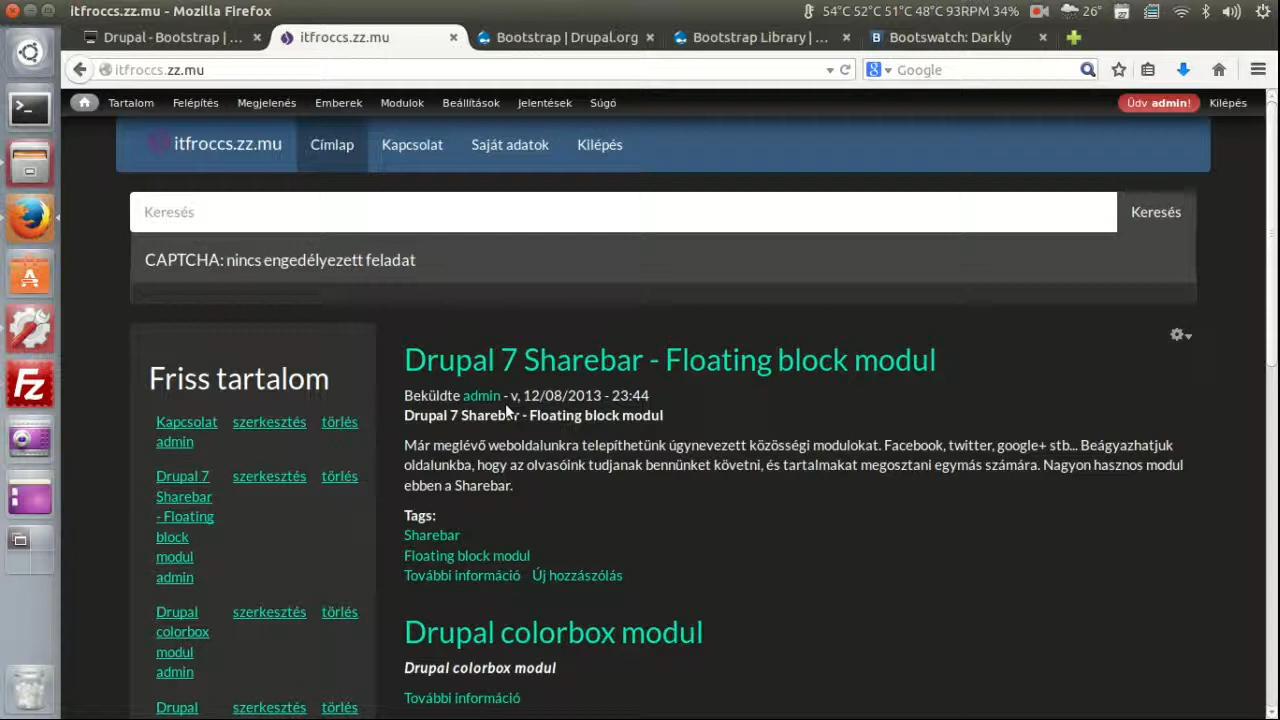 itfroccs.zz.mu - Mozilla Firefox
54°C 52°C 51°C 48°C 93RPM 34%
26°
Drupal - Bootstrap | ...
itfroccs.zz.mu
Bootstrap | Drupal.org
Bootstrap Library | ...
Bootswatch: Darkly
itfroccs.zz.mu
Google
Tartalom
Felépítés
Megjelenés
Emberek
Modulok
Beállítások
Jelentések
Súgó
Üdv admin!
Kilépés
itfroccs.zz.mu
Címlap
Kapcsolat
Saját adatok
Kilépés
Keresés
Keresés
CAPTCHA: nincs engedélyezett feladat
Friss tartalom
Kapcsolat szerkesztés törlés
admin
Drupal 7 szerkesztés törlés
Sharebar
- Floating
block
modul
admin
Drupal szerkesztés törlés
colorbox
modul
admin
Drupal szerkesztés törlés
Drupal 7 Sharebar - Floating block modul
Beküldte admin - v, 12/08/2013 - 23:44
Drupal 7 Sharebar - Floating block modul
Már meglévő weboldalunkra telepíthetünk úgynevezett közösségi modulokat. Facebook, twitter, google+ stb... Beágyazhatjuk
oldalunkba, hogy az olvasóink tudjanak bennünket követni, és tartalmakat megosztani egymás számára. Nagyon hasznos modul
ebben a Sharebar.
Tags:
Sharebar
Floating block modul
További információ Új hozzászólás
Drupal colorbox modul
Drupal colorbox modul
További információ